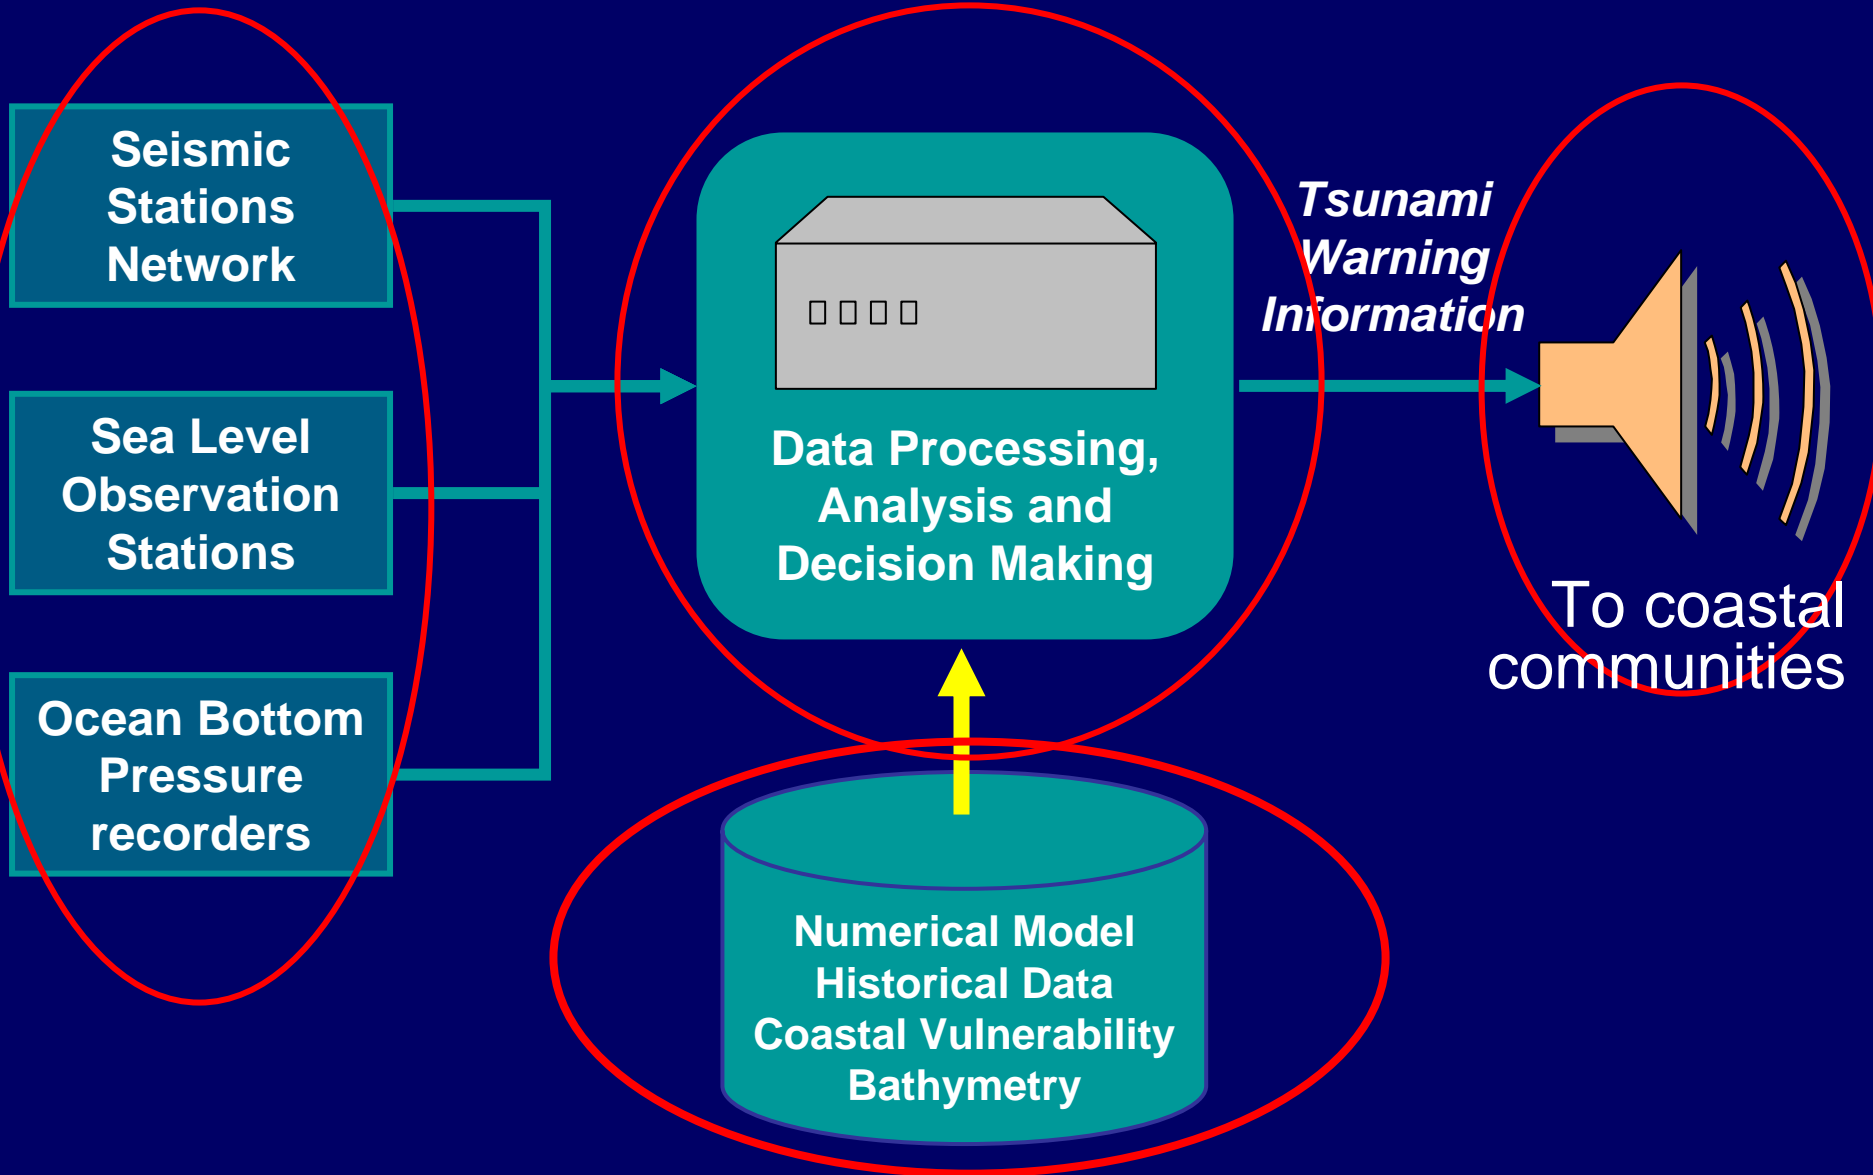 Seismic
Stations
Network
Sea Level
Observation
Stations
Ocean Bottom
Pressure
recorders
Data Processing,
Analysis and
Decision Making
Tsunami
Warning
Information
To coastal
communities
Numerical Model
Historical Data
Coastal Vulnerability
Bathymetry